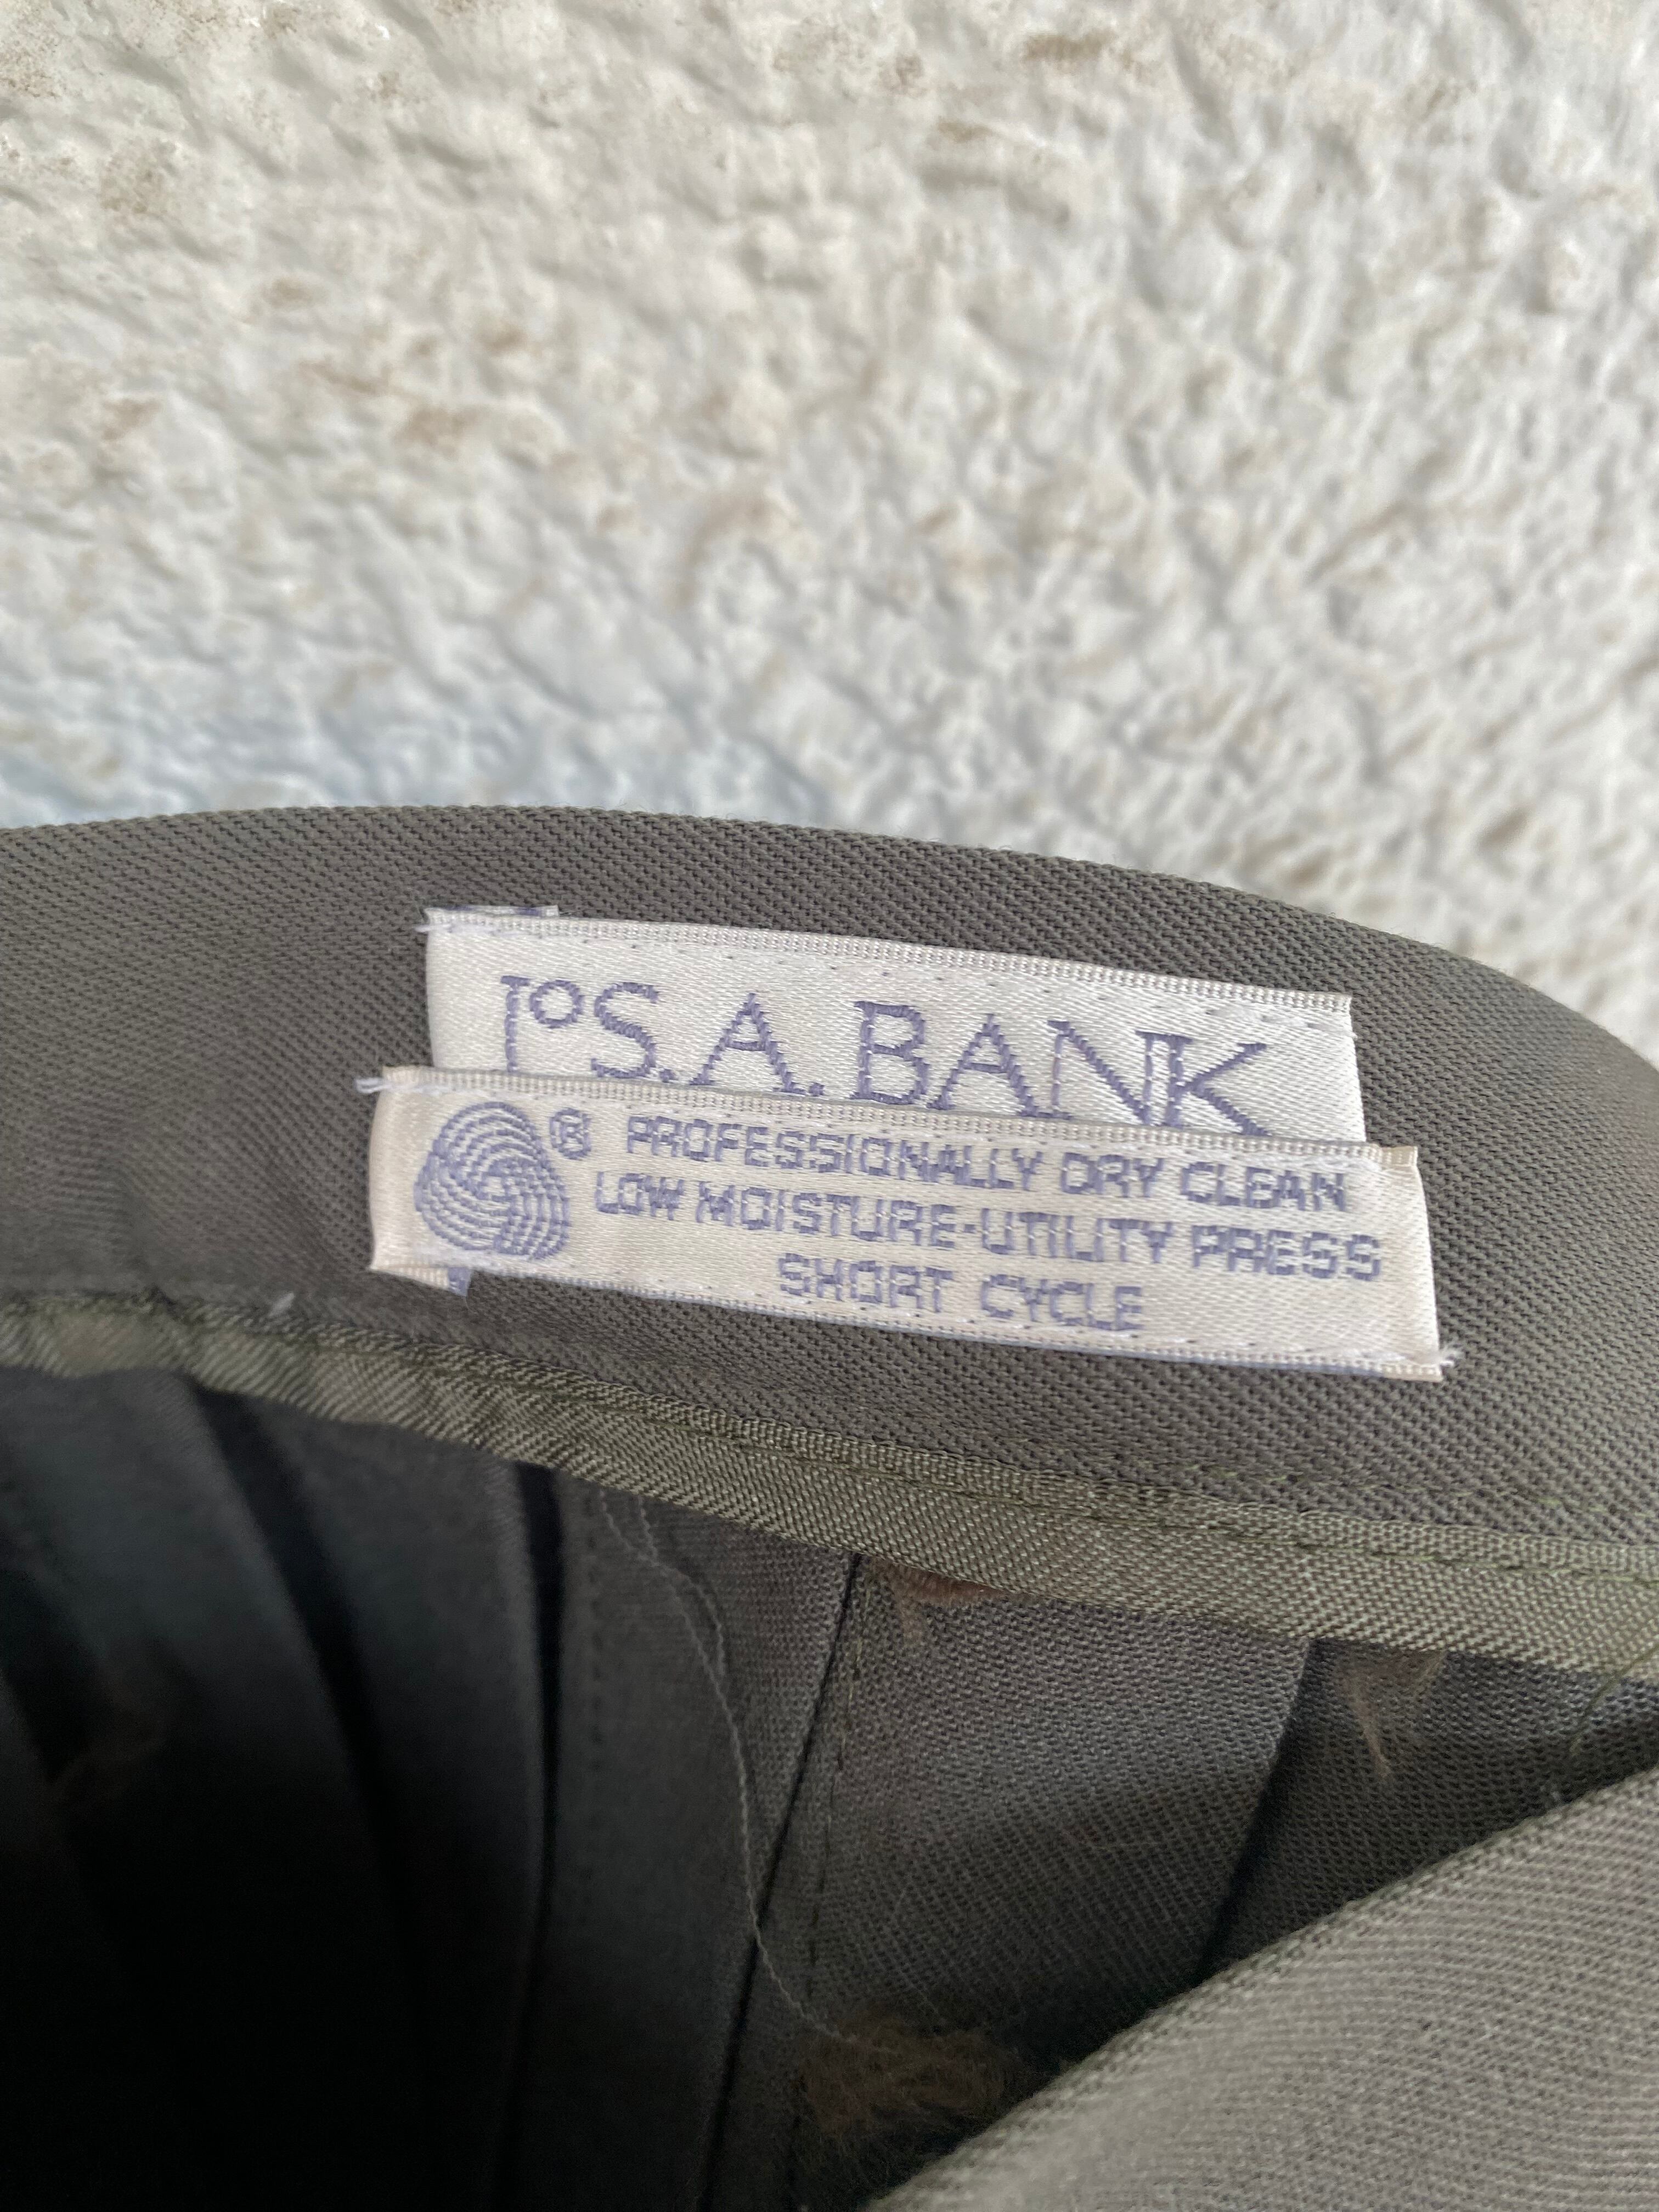 JoS.A.BANK
® PROFESSIONALLY DRY CLEAN
LOW MOISTURE-UTILITY PRESS
SHORT CYCLE